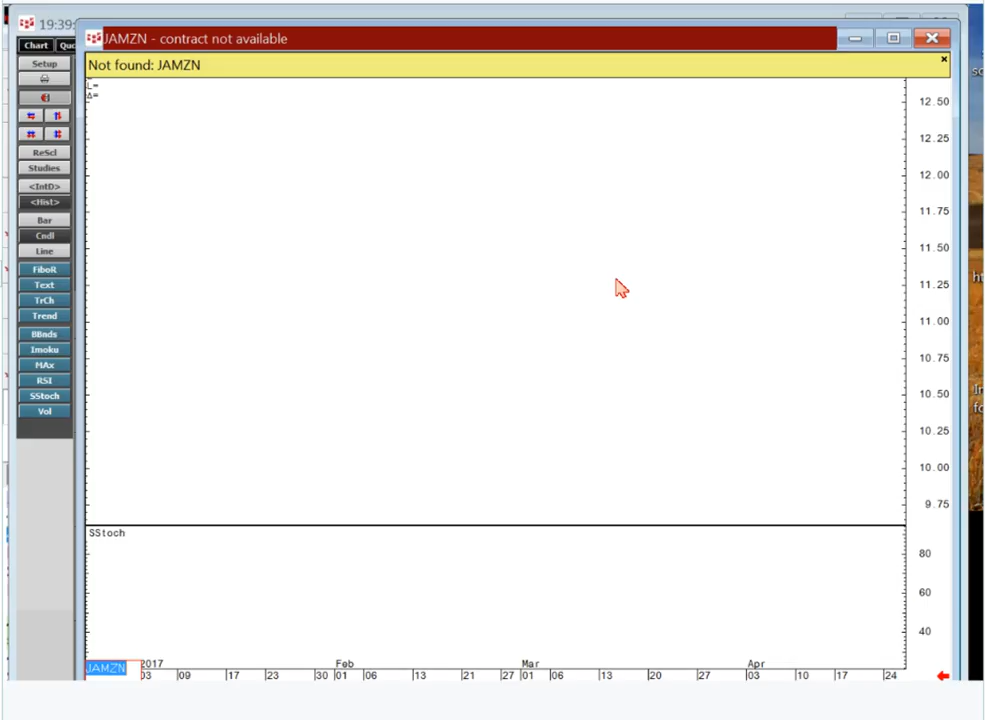 19:39:
JAMZN - contract not available
Chart
Not found: JAMZN
Setup
L=
Δ=
ReScl
Studies
<IntD>
<Hist>
Bar
Cndl
Line
FiboR
Text
TrCh
Trend
BBnds
Imoku
MAx
RSI
SStoch
Vol
12.50
12.25
12.00
11.75
11.50
11.25
11.00
10.75
10.50
10.25
10.00
9.75
SStoch
80
60
40
JAMZN
2017 Feb Mar Apr
03 09 17 23 30 01 06 13 21 27 01 06 13 20 27 03 10 17 24